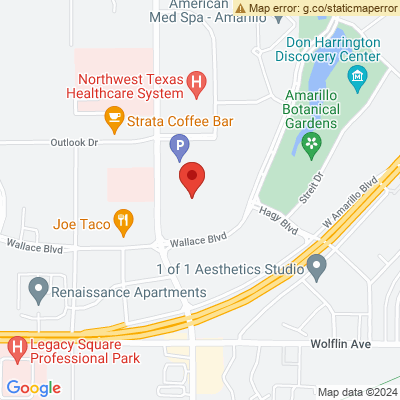 American
Med Spa - Amarillo
Map error: g.co/staticmaperror
Don Harrington
Discovery Center
Northwest Texas
Healthcare System
H
Amarillo
Botanical
Gardens
Strata Coffee Bar
Outlook Dr
P
Streit Dr
W Amarillo Blvd
Hagy Blvd
Joe Taco
Wallace Blvd
Wallace Blvd
1 of 1 Aesthetics Studio
Renaissance Apartments
H
Legacy Square
Professional Park
Wolflin Ave
Google
Map data ©2024